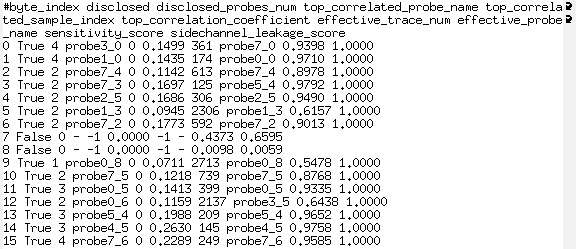 #byte_index disclosed disclosed_probes_num top_correlated_probe_name top_correla
ted_sample_index top_correlation_coefficient effective_trace_num effective_probe
_name sensitivity_score sidechannel_leakage_score
0 True 4 probe3_0 0 0.1499 361 probe7_0 0.9398 1.0000
1 True 4 probe1_0 0 0.1435 174 probe0_0 0.9710 1.0000
2 True 2 probe7_4 0 0.1142 613 probe7_4 0.8978 1.0000
3 True 2 probe7_3 0 0.1697 125 probe5_4 0.9792 1.0000
4 True 2 probe2_5 0 0.1686 306 probe2_5 0.9490 1.0000
5 True 2 probe1_3 0 0.0945 2306 probe1_3 0.6157 1.0000
6 True 2 probe7_2 0 0.1773 592 probe7_2 0.9013 1.0000
7 False 0 - -1 0.0000 -1 - 0.4373 0.6595
8 False 0 - -1 0.0000 -1 - 0.0098 0.0059
9 True 1 probe0_8 0 0.0711 2713 probe0_8 0.5478 1.0000
10 True 2 probe7_5 0 0.1218 739 probe7_5 0.8768 1.0000
11 True 3 probe0_5 0 0.1413 399 probe0_5 0.9335 1.0000
12 True 2 probe0_6 0 0.1159 2137 probe3_5 0.6438 1.0000
13 True 3 probe5_4 0 0.1988 209 probe5_4 0.9652 1.0000
14 True 3 probe4_5 0 0.2630 145 probe4_5 0.9758 1.0000
15 True 4 probe7_6 0 0.2289 249 probe7_6 0.9585 1.0000